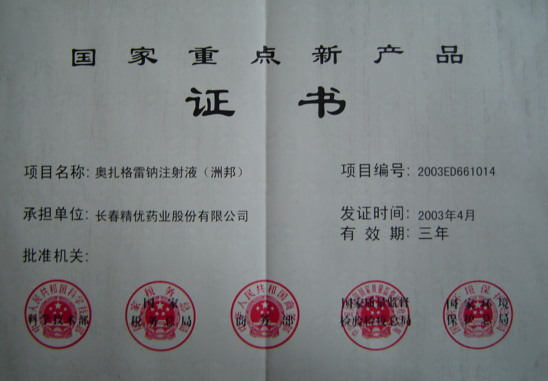 国家重点新产品
证书
项目名称: 奥扎格雷钠注射液（洲邦）
项目编号: 2003ED661014
承担单位: 长春精优药业股份有限公司
发证时间: 2003年4月
有效期: 三年
批准机关:
科学技术部
国家税务总局
商务部
国家质量监督检验检疫总局
国家环境保护总局